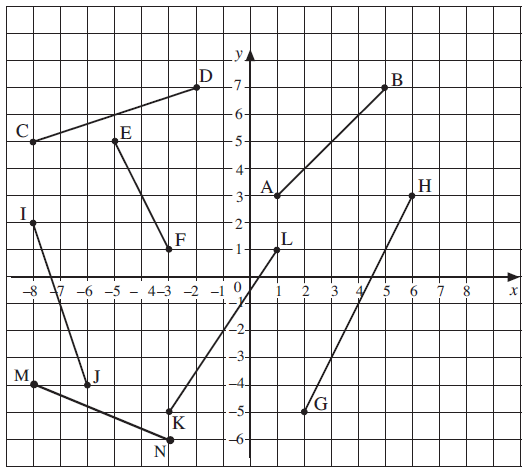 y
D
7
B
6
C
E
5
4
A
3
H
I
2
F
1
L
–8 –7 –6 –5 – 4 –3 –2 –1 0 1 2 3 4 5 6 7 8 x
–1
–2
–3
M
J
–4
G
–5
K
–6
N